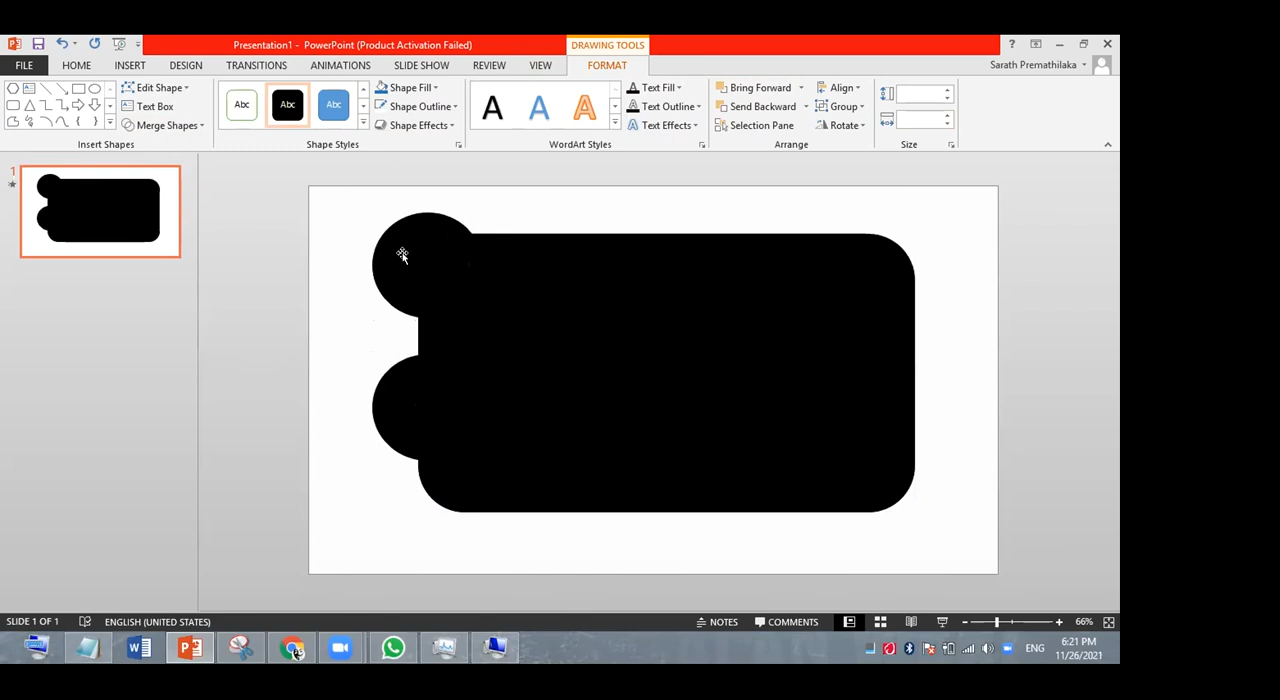 Presentation1 - PowerPoint (Product Activation Failed)
DRAWING TOOLS
FILE HOME INSERT DESIGN TRANSITIONS ANIMATIONS SLIDE SHOW REVIEW VIEW FORMAT
Sarath Premathilaka
Edit Shape
Text Box
Merge Shapes
Insert Shapes
Abc Abc Abc
Shape Fill
Shape Outline
Shape Effects
Shape Styles
A A A
Text Fill
Text Outline
Text Effects
WordArt Styles
Bring Forward
Send Backward
Selection Pane
Align
Group
Rotate
Arrange
Size
1
SLIDE 1 OF 1
ENGLISH (UNITED STATES)
NOTES
COMMENTS
66%
ENG
6:21 PM
11/26/2021